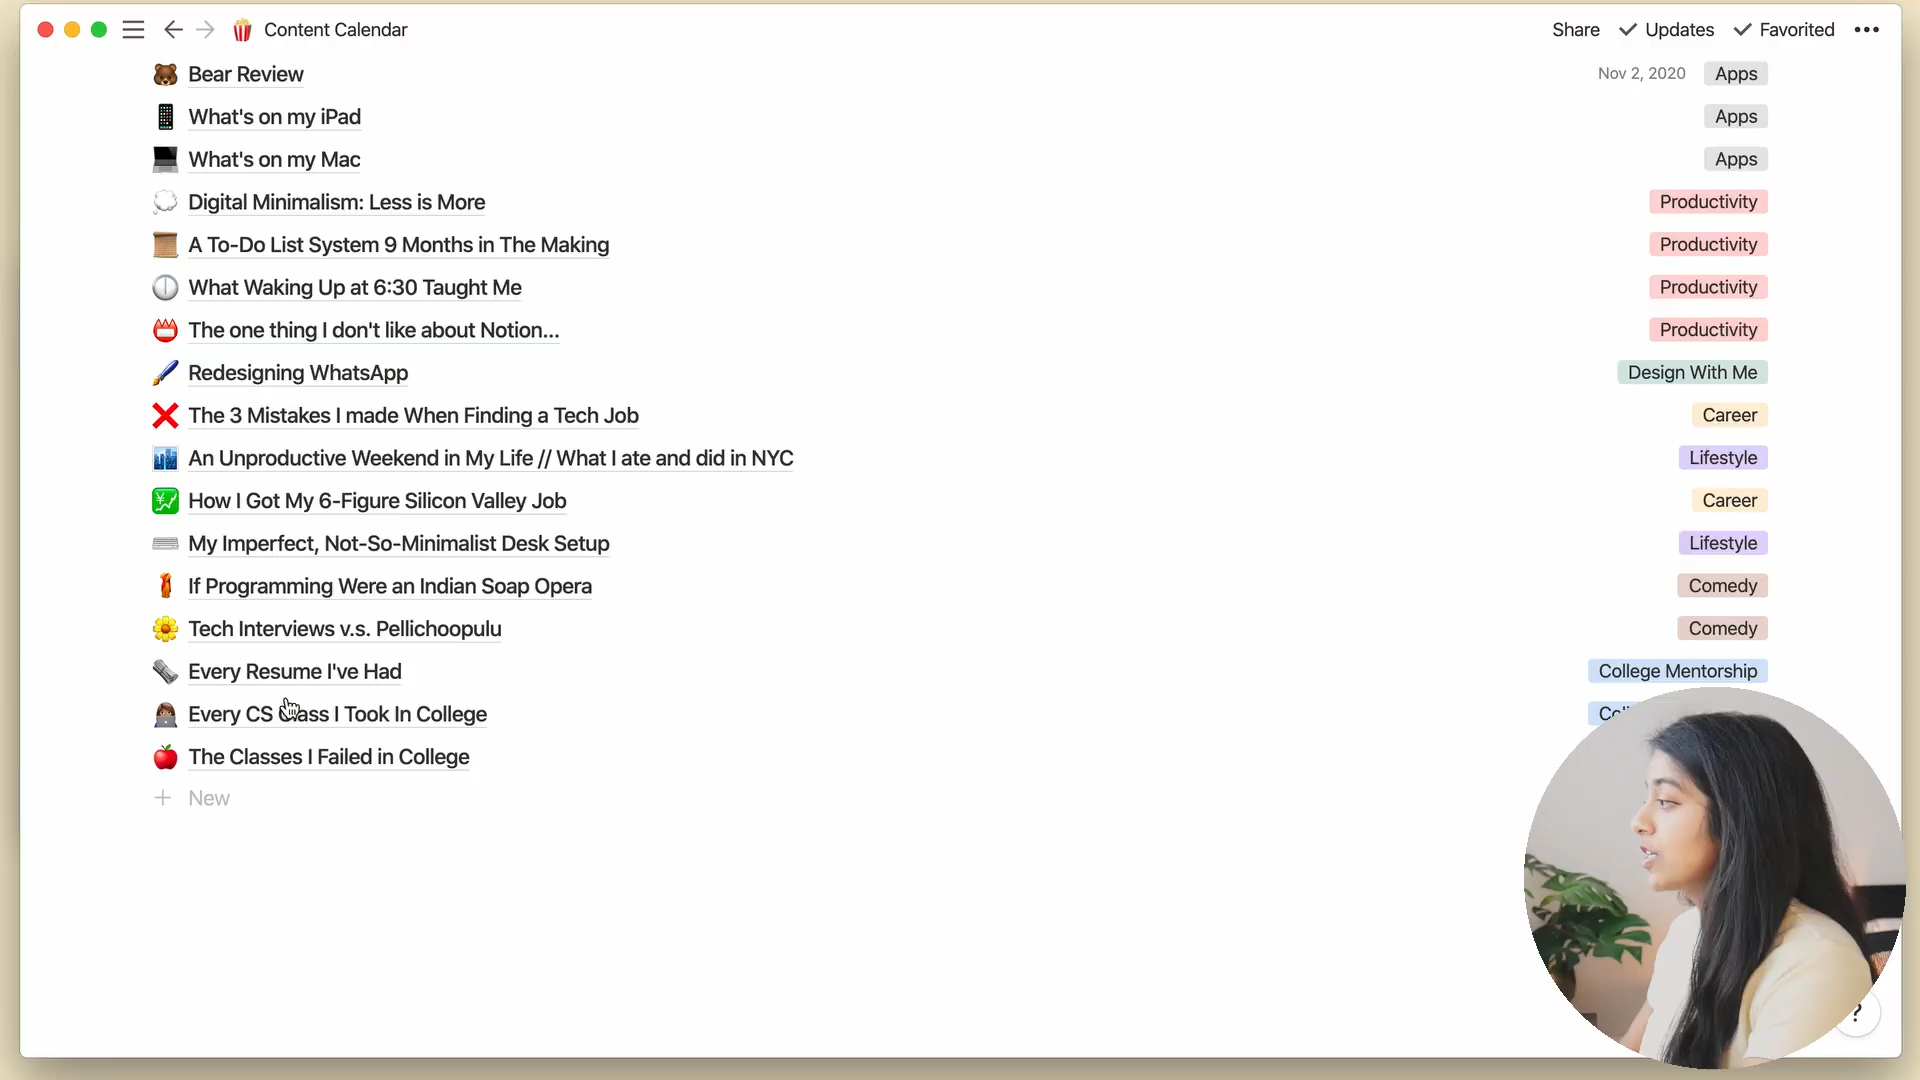 Content Calendar
Share Updates Favorited
Bear Review Nov 2, 2020 Apps
What's on my iPad Apps
What's on my Mac Apps
Digital Minimalism: Less is More Productivity
A To-Do List System 9 Months in The Making Productivity
What Waking Up at 6:30 Taught Me Productivity
The one thing I don't like about Notion... Productivity
Redesigning WhatsApp Design With Me
The 3 Mistakes I made When Finding a Tech Job Career
An Unproductive Weekend in My Life // What I ate and did in NYC Lifestyle
How I Got My 6-Figure Silicon Valley Job Career
My Imperfect, Not-So-Minimalist Desk Setup Lifestyle
If Programming Were an Indian Soap Opera Comedy
Tech Interviews v.s. Pellichoopulu Comedy
Every Resume I've Had College Mentorship
Every CS Class I Took In College
The Classes I Failed in College
+ New
?